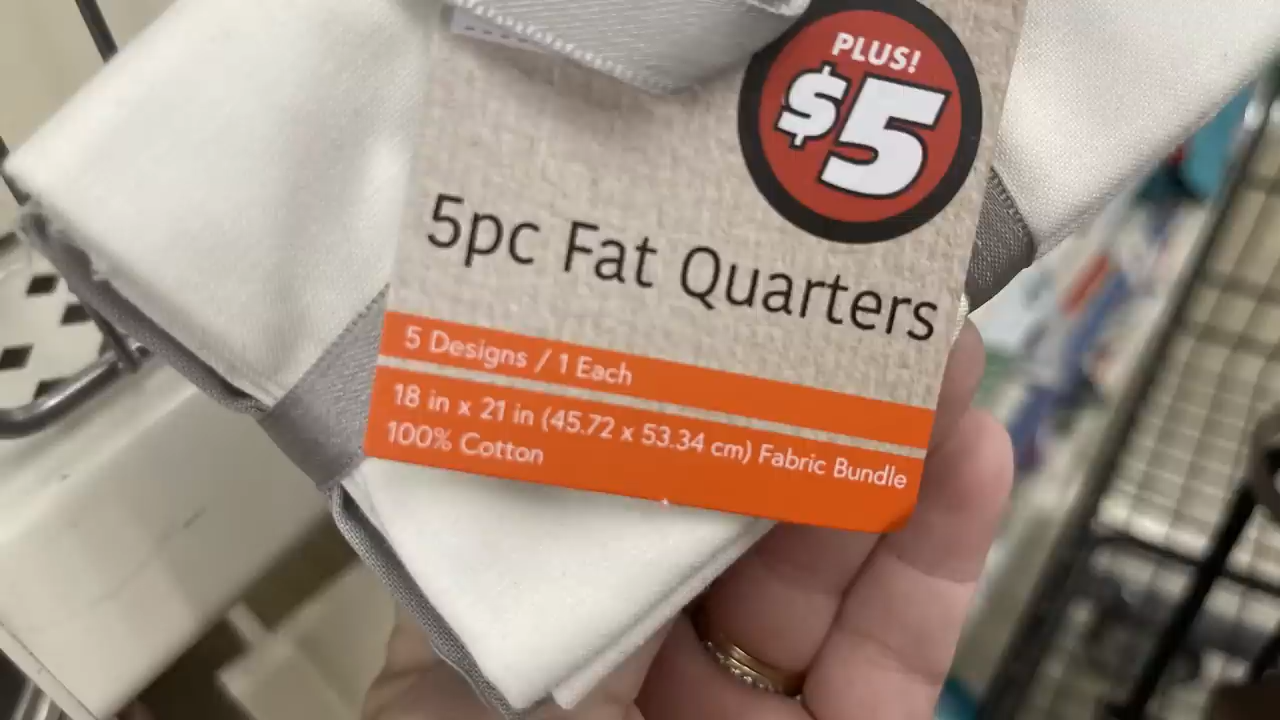 PLUS!
$5
5pc Fat Quarters
5 Designs / 1 Each
18 in x 21 in (45.72 x 53.34 cm) Fabric Bundle
100% Cotton